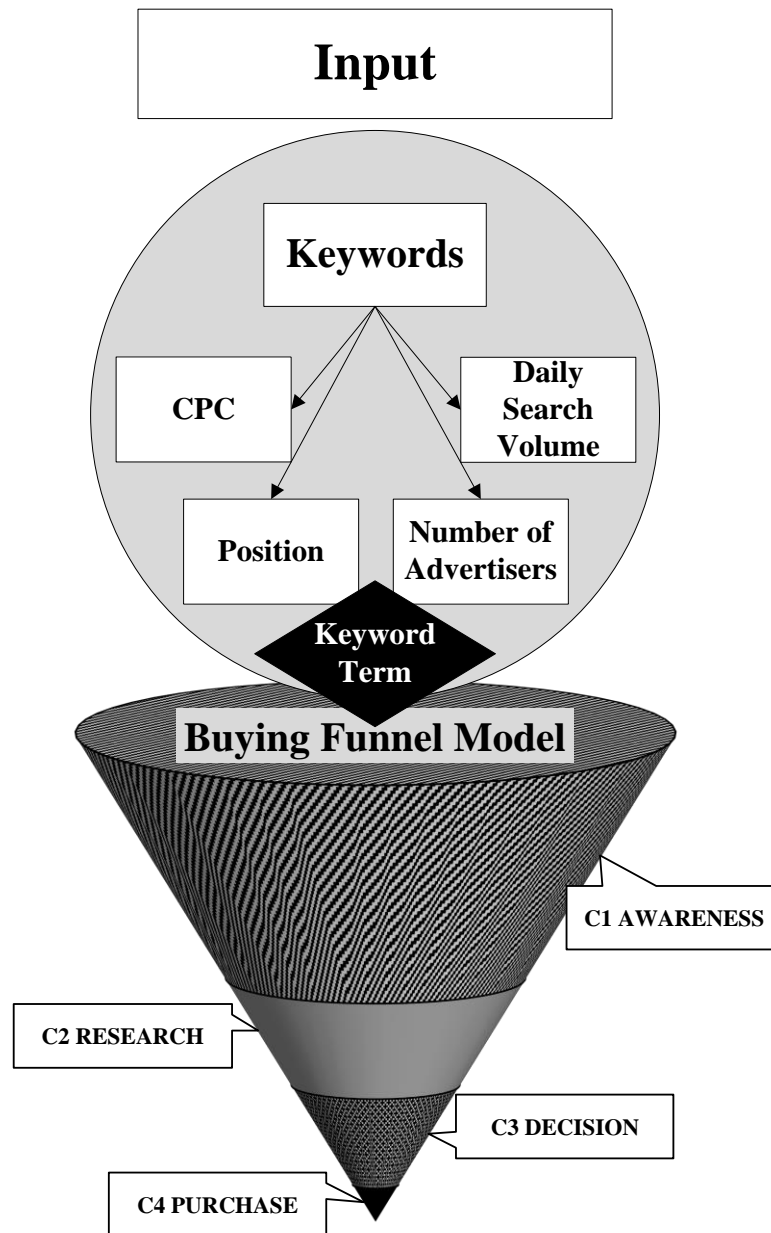 Input
Keywords
CPC
Daily
Search
Volume
Position
Number of
Advertisers
Keyword
Term
Buying Funnel Model
C1 AWARENESS
C2 RESEARCH
C3 DECISION
C4 PURCHASE